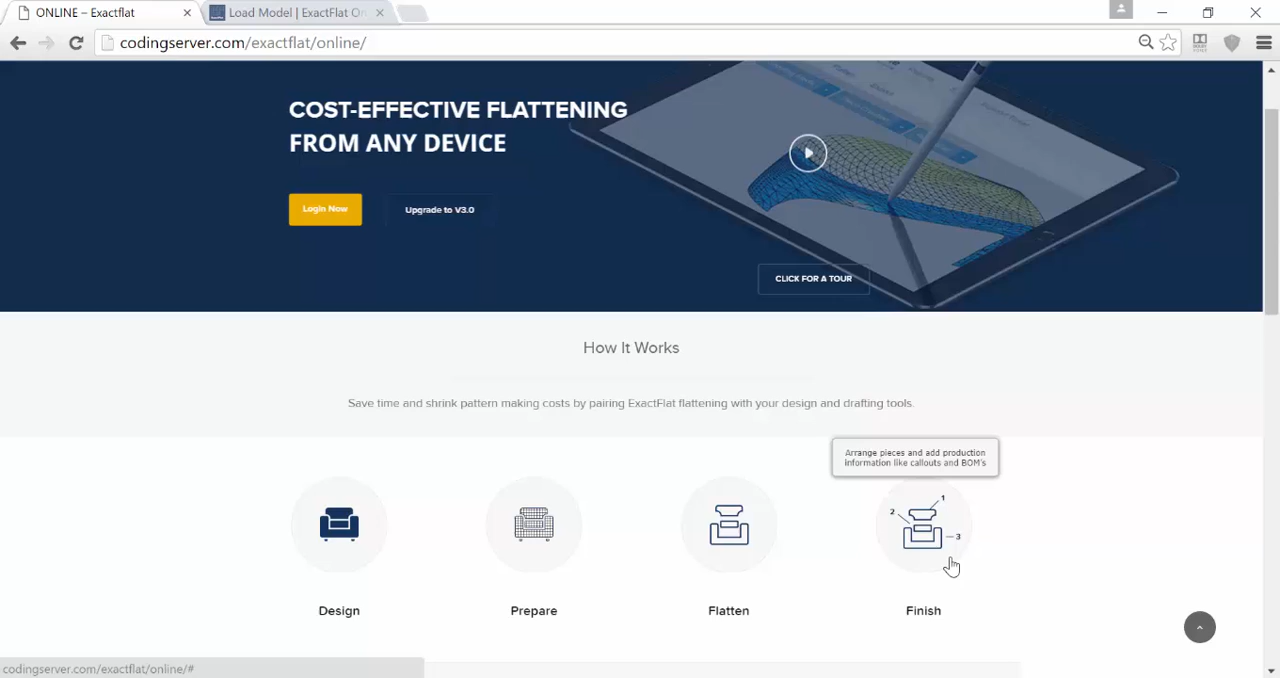 ONLINE – Exactflat
Load Model | ExactFlat On
codingserver.com/exactflat/online/
COST-EFFECTIVE FLATTENING
FROM ANY DEVICE
Login Now
Upgrade to V3.0
CLICK FOR A TOUR
How It Works
Save time and shrink pattern making costs by pairing ExactFlat flattening with your design and drafting tools.
Arrange pieces and add production
information like callouts and BOM's
1
2
3
Design
Prepare
Flatten
Finish
codingserver.com/exactflat/online/#